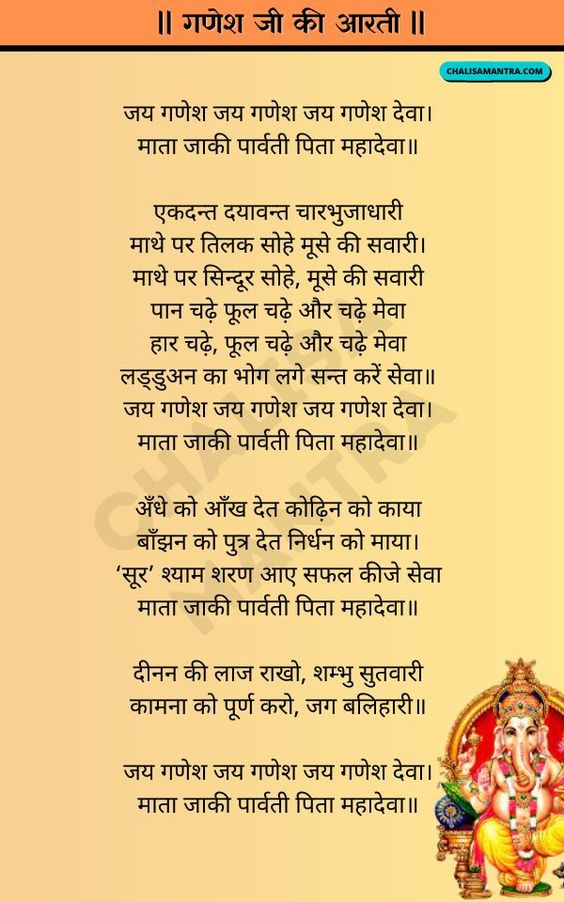 ॥ गणेश जी की आरती ॥
CHALISAMANTRA.COM
जय गणेश जय गणेश जय गणेश देवा।
माता जाकी पार्वती पिता महादेवा॥
एकदन्त दयावन्त चारभुजाधारी
माथे पर तिलक सोहे मूसे की सवारी।
माथे पर सिन्दूर सोहे, मूसे की सवारी
पान चढ़े फूल चढ़े और चढ़े मेवा
हार चढ़े, फूल चढ़े और चढ़े मेवा
लड्डुअन का भोग लगे सन्त करें सेवा॥
जय गणेश जय गणेश जय गणेश देवा।
माता जाकी पार्वती पिता महादेवा॥
अँधे को आँख देत कोढ़िन को काया
बाँझन को पुत्र देत निर्धन को माया।
‘सूर’ श्याम शरण आए सफल कीजे सेवा
माता जाकी पार्वती पिता महादेवा॥
दीनन की लाज राखो, शम्भु सुतवारी
कामना को पूर्ण करो, जग बलिहारी॥
जय गणेश जय गणेश जय गणेश देवा।
माता जाकी पार्वती पिता महादेवा॥
CHALISA
MANTRA